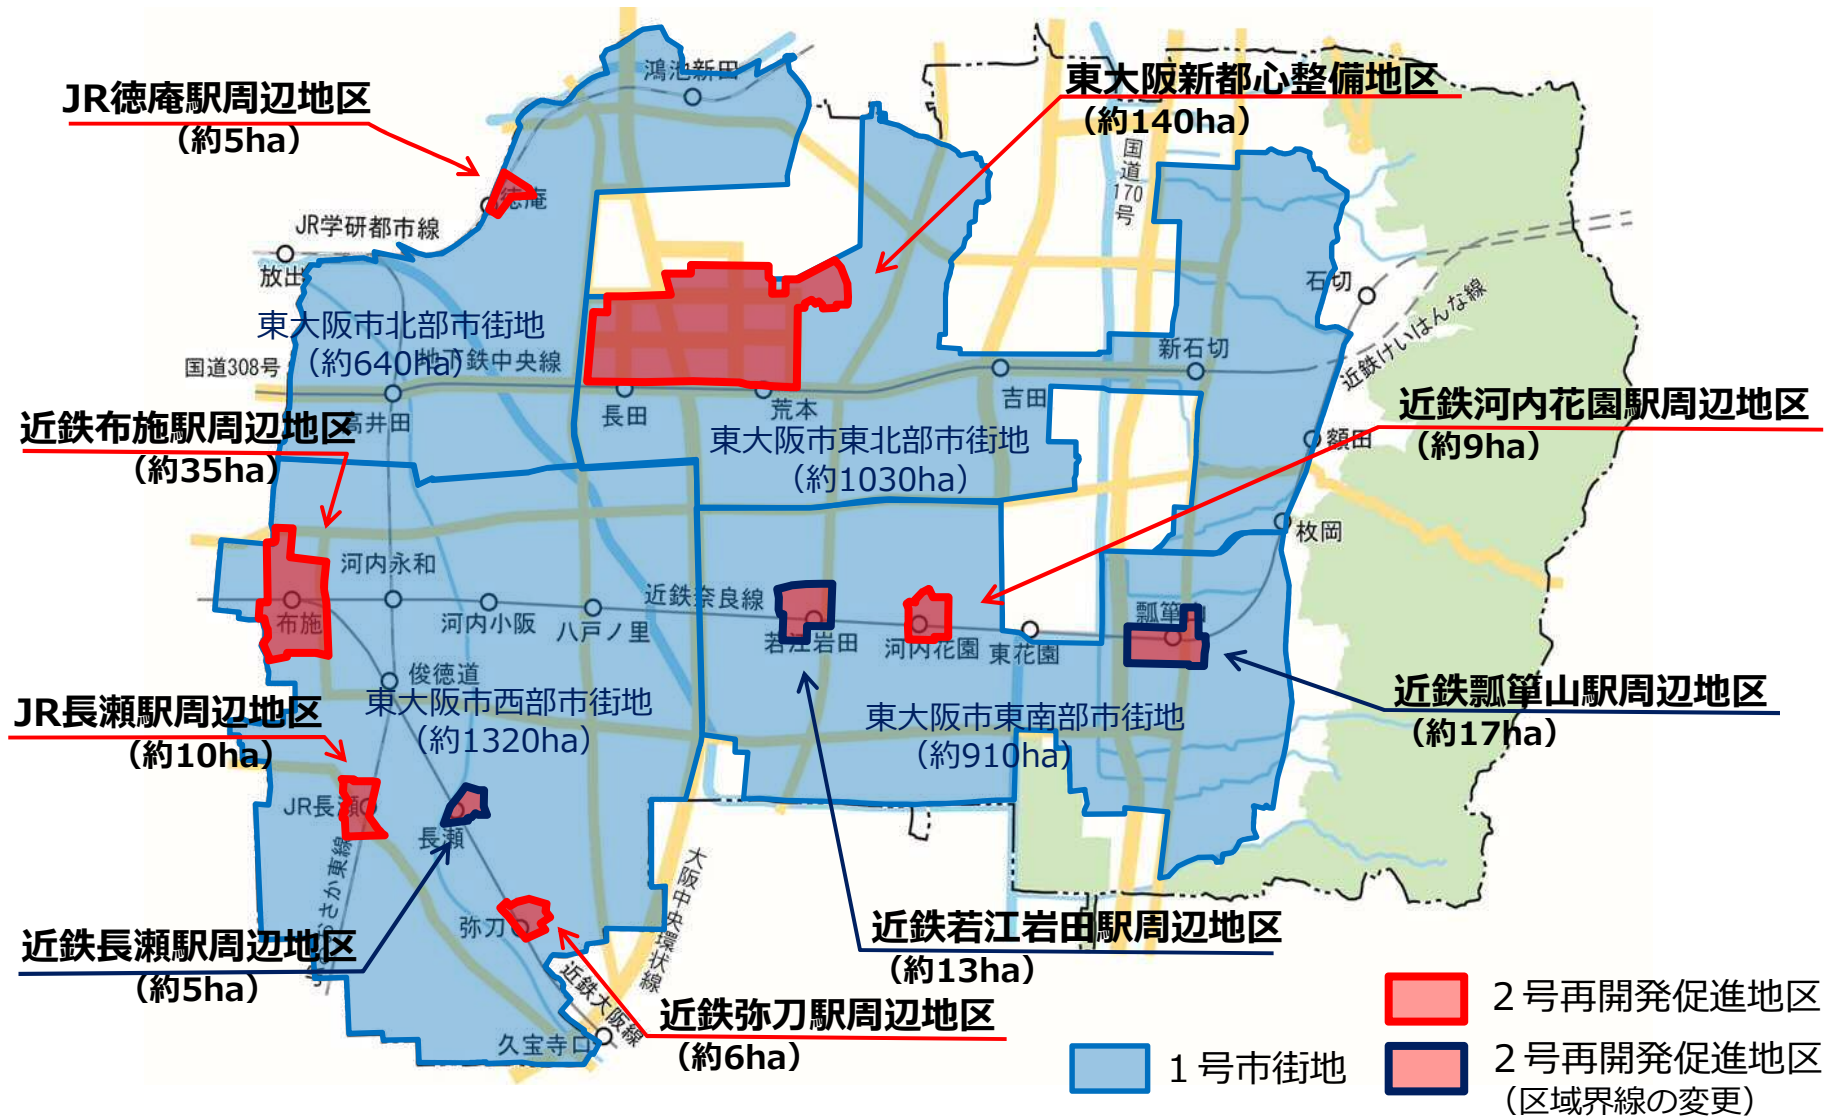 鴻池新田
JR徳庵駅周辺地区
(約5ha)
東大阪新都心整備地区
(約140ha)
国道170号
徳庵
JR学研都市線
放出
石切
近鉄けいはんな線
東大阪市北部市街地
(約640ha)
国道308号
地下鉄中央線
新石切
高井田
長田
荒本
吉田
近鉄布施駅周辺地区
(約35ha)
東大阪市東北部市街地
(約1030ha)
近鉄河内花園駅周辺地区
(約9ha)
額田
枚岡
河内永和
布施
河内小阪
八戸ノ里
近鉄奈良線
若江岩田
河内花園
東花園
瓢箪山
俊徳道
JR長瀬駅周辺地区
(約10ha)
東大阪市西部市街地
(約1320ha)
東大阪市東南部市街地
(約910ha)
近鉄瓢箪山駅周辺地区
(約17ha)
JR長瀬
長瀬
大阪中央環状線
弥刀
近鉄長瀬駅周辺地区
(約5ha)
近鉄若江岩田駅周辺地区
(約13ha)
近鉄大阪線
久宝寺口
近鉄弥刀駅周辺地区
(約6ha)
1号市街地
2号再開発促進地区
2号再開発促進地区
(区域界線の変更)